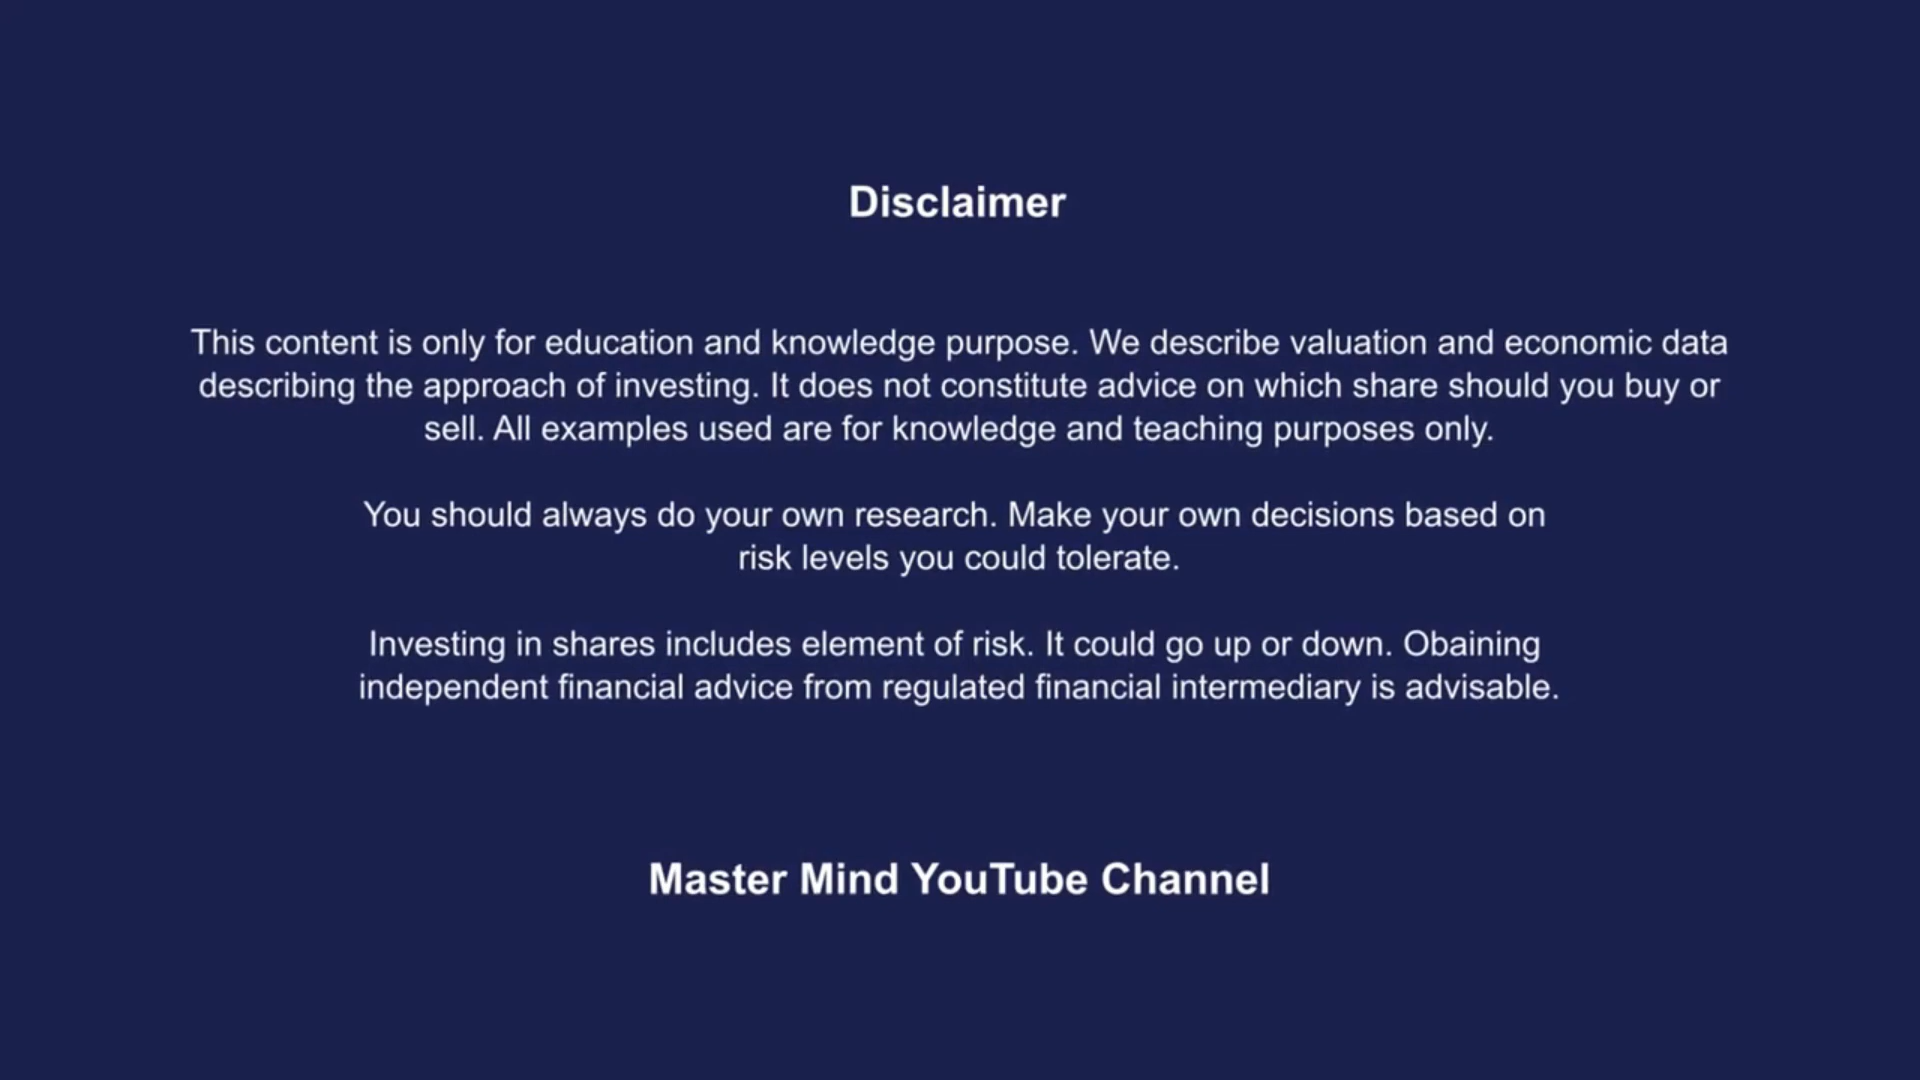 Disclaimer
This content is only for education and knowledge purpose. We describe valuation and economic data
describing the approach of investing. It does not constitute advice on which share should you buy or
sell. All examples used are for knowledge and teaching purposes only.
You should always do your own research. Make your own decisions based on
risk levels you could tolerate.
Investing in shares includes element of risk. It could go up or down. Obaining
independent financial advice from regulated financial intermediary is advisable.
Master Mind YouTube Channel